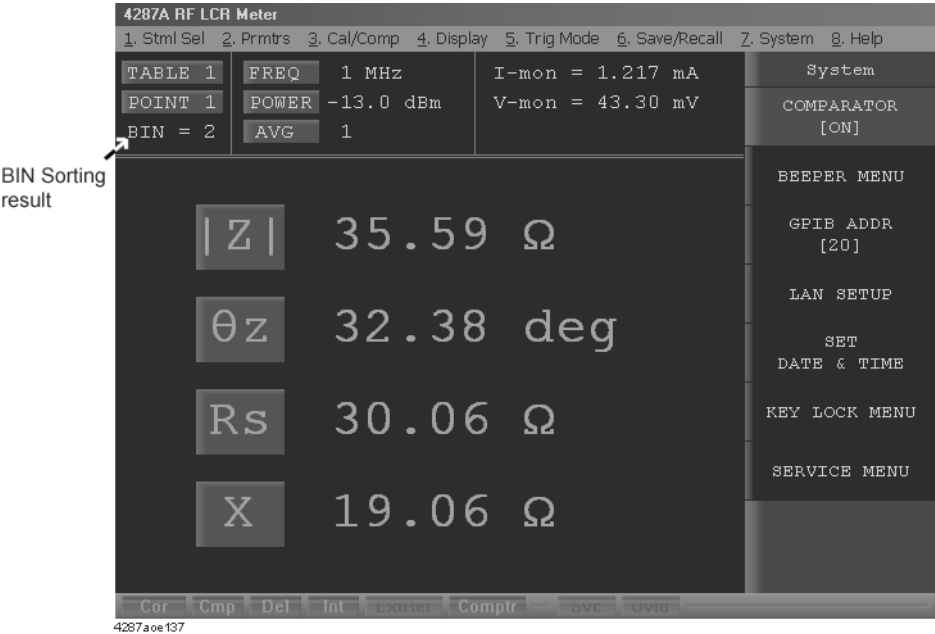 4287A RF LCR Meter
1. Stml Sel 2. Prmtrs 3. Cal/Comp 4. Display 5. Trig Mode 6. Save/Recall 7. System 8. Help
TABLE 1 FREQ 1 MHz I-mon = 1.217 mA
POINT 1 POWER -13.0 dBm V-mon = 43.30 mV
BIN = 2 AVG 1
BIN Sorting
result
|Z| 35.59 Ω
θz 32.38 deg
Rs 30.06 Ω
X 19.06 Ω
System
COMPARATOR
[ON]
BEEPER MENU
GPIB ADDR
[20]
LAN SETUP
SET
DATE & TIME
KEY LOCK MENU
SERVICE MENU
Cor Cmp Del Int ExtRef Comptr Svc Ovld
4287aoe137